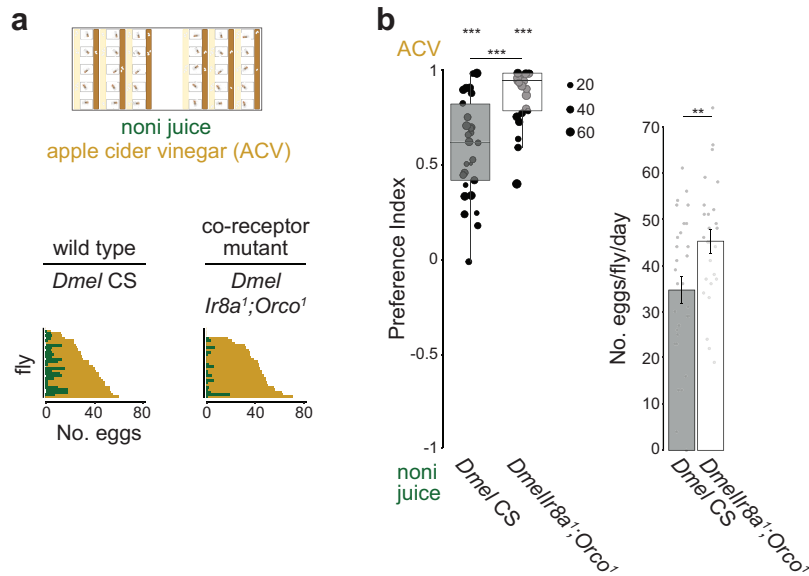 a
noni juice
apple cider vinegar (ACV)
wild type
Dmel CS
co-receptor
mutant
Dmel
Ir8a¹;Orco¹
fly
0 40 80
0 40 80
No. eggs
b
ACV
*** ***
***
Preference Index
1
0.5
0
-0.5
-1
20
40
60
noni
juice
Dmel CS
DmelIr8a¹;Orco¹
**
No. eggs/fly/day
70
60
50
40
30
20
10
0
Dmel CS
DmelIr8a¹;Orco¹